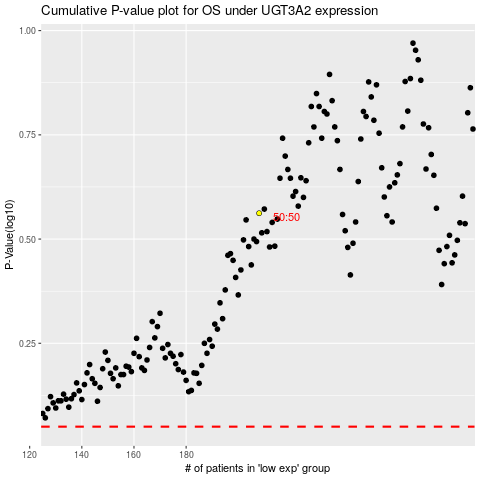 Cumulative P-value plot for OS under UGT3A2 expression
1.00
0.75
0.50
0.25
P-Value(log10)
50:50
120 140 160 180
# of patients in 'low exp' group